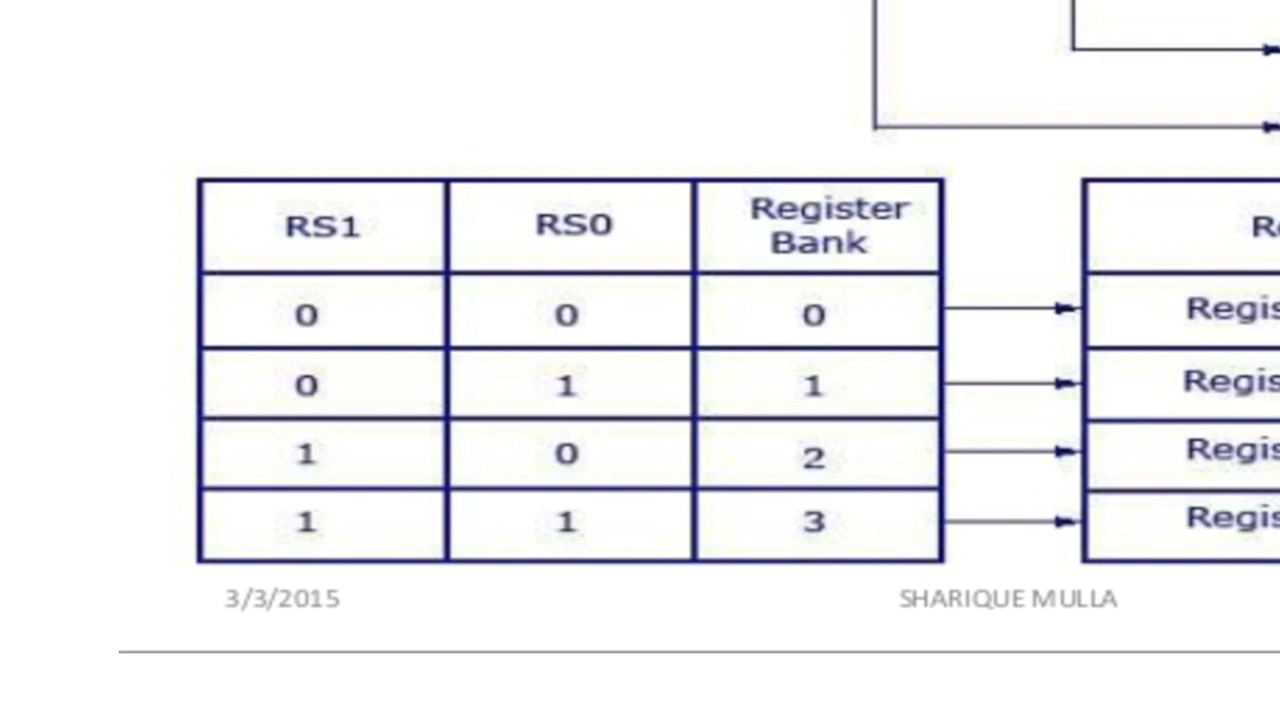 RS1 RS0 Register Bank
0 0 0
0 1 1
1 0 2
1 1 3
3/3/2015 SHARIQUE MULLA